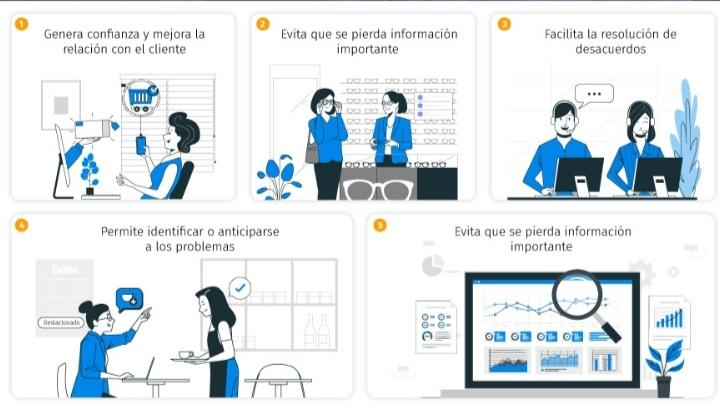 1
Genera confianza y mejora la
relación con el cliente
2
Evita que se pierda información
importante
3
Facilita la resolución de
desacuerdos
4
Permite identificar o anticiparse
a los problemas
Coffee
Deslactosado
5
Evita que se pierda información
importante